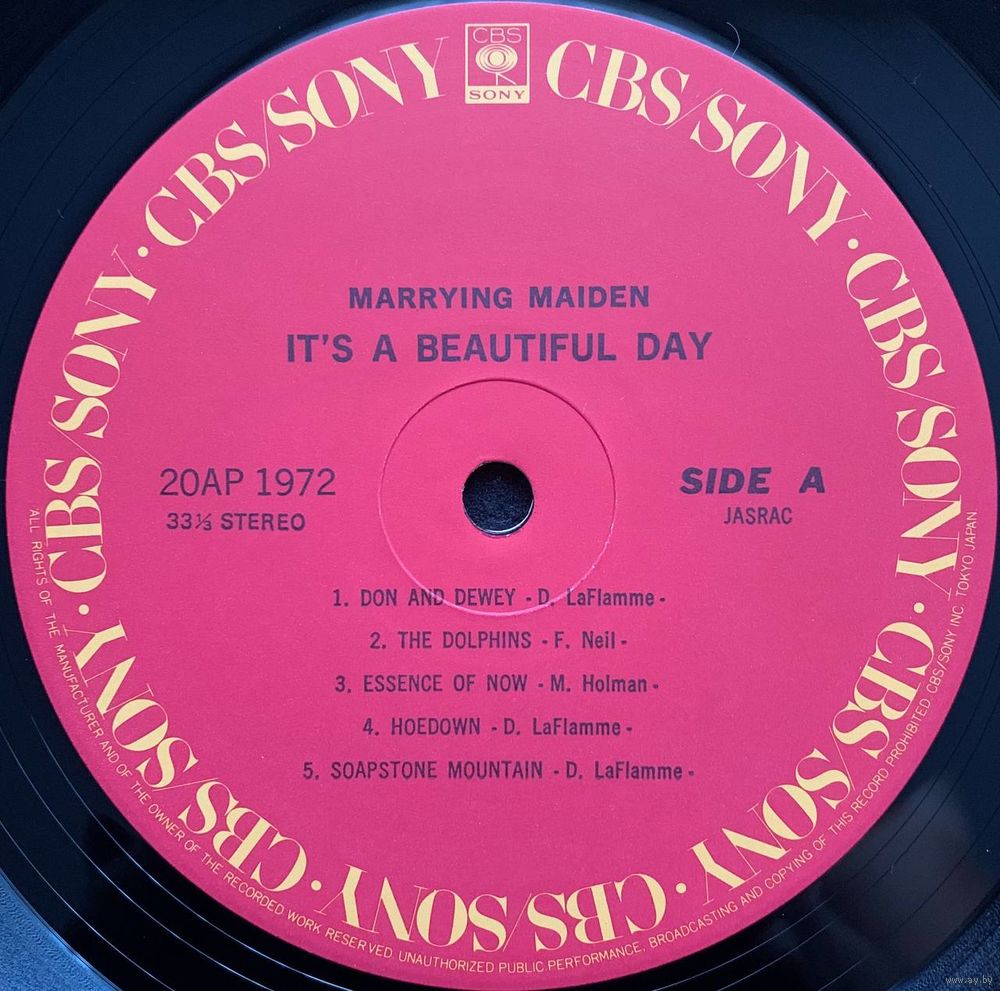 CBS
SONY
CBS/SONY · CBS/SONY · CBS/SONY · CBS/SONY · CBS/SONY · CBS/SONY · CBS/SONY · CBS/SONY
MARRYING MAIDEN
IT'S A BEAUTIFUL DAY
20AP 1972
33⅓ STEREO
SIDE A
JASRAC
1. DON AND DEWEY - D. LaFlamme -
2. THE DOLPHINS - F. Neil -
3. ESSENCE OF NOW - M. Holman -
4. HOEDOWN - D. LaFlamme -
5. SOAPSTONE MOUNTAIN - D. LaFlamme -
ALL RIGHTS OF THE MANUFACTURER AND OF THE OWNER OF THE RECORDED WORK RESERVED. UNAUTHORIZED PUBLIC PERFORMANCE, BROADCASTING AND COPYING OF THIS RECORD PROHIBITED. CBS/SONY INC. TOKYO JAPAN
www.ay.by